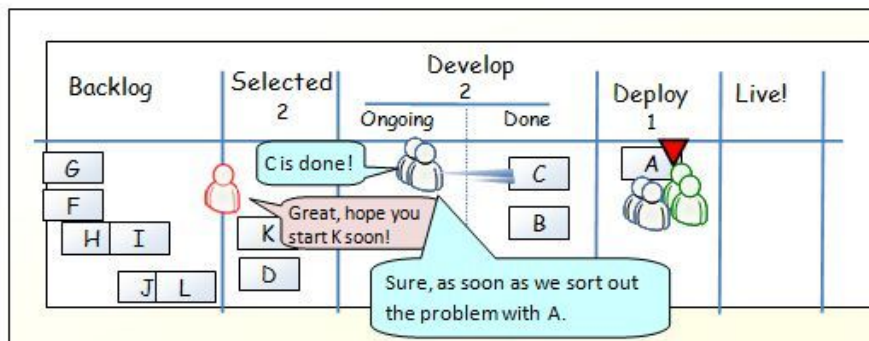 Backlog
Selected
2
Develop
2
Ongoing
Done
Deploy
1
Live!
G
F
H
I
J
L
K
D
C is done!
Great, hope you
start K soon!
C
B
A
Sure, as soon as we sort out
the problem with A.